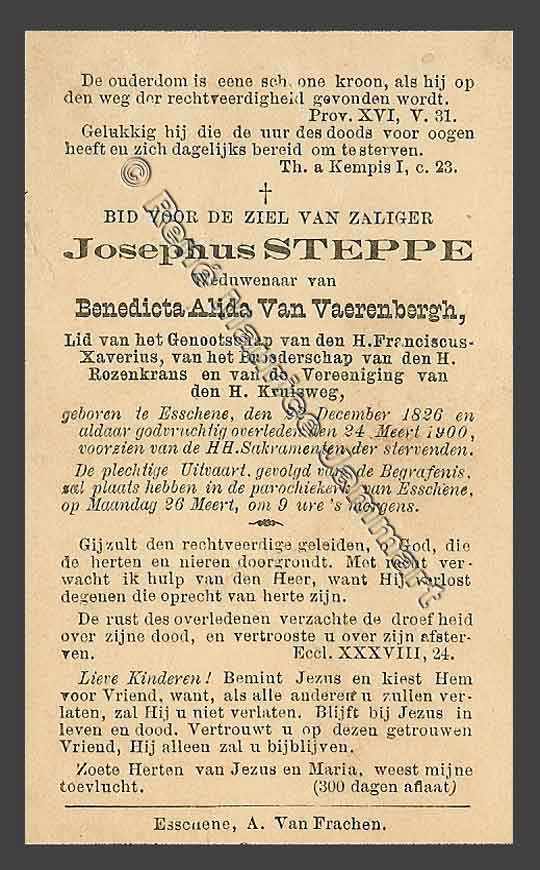 De ouderdom is eene schoone kroon, als hij op
den weg der rechtveerdigheid gevonden wordt.
Prov. XVI, V. 31.
Gelukkig hij die de uur des doods voor oogen
heeft en zich dagelijks bereid om te sterven.
Th. a Kempis I, c. 23.
†
BID VOOR DE ZIEL VAN ZALIGER
Josephus STEPPE
Weduwenaar van
Benedicta Alida Van Vaerenbergh,
Lid van het Genootschap van den H. Franciscus-
Xaverius, van het Broederschap van den H.
Rozenkrans en van de Vereeniging van
den H. Kruisweg,
geboren te Esschene, den December 1826 en
aldaar godvruchtig overleden den 24 Meert 1900,
voorzien van de HH. Sakramenten der stervenden.
De plechtige Uitvaart, gevolgd van de Begrafenis,
zal plaats hebben in de parochiekerk van Esschene,
op Maandag 26 Meert, om 9 ure 's morgens.
Gij zult den rechtveerdige geleiden, o God, die
de herten en nieren doorgrondt. Met recht ver-
wacht ik hulp van den Heer, want Hij verlost
degenen die oprecht van herte zijn.
De rust des overledenen verzachte de droefheid
over zijne dood, en vertrooste u over zijn afster-
ven. Eccl. XXXVIII, 24.
Lieve Kinderen! Bemint Jezus en kiest Hem
voor Vriend, want, als alle anderen u zullen ver-
laten, zal Hij u niet verlaten. Blijft bij Jezus in
leven en dood. Vertrouwt u op dezen getrouwen
Vriend, Hij alleen zal u bijblijven.
Zoete Herten van Jezus en Maria, weest mijne
toevlucht. (300 dagen aflaat)
Esschene, A. Van Frachen.
© René Maurice Jammart